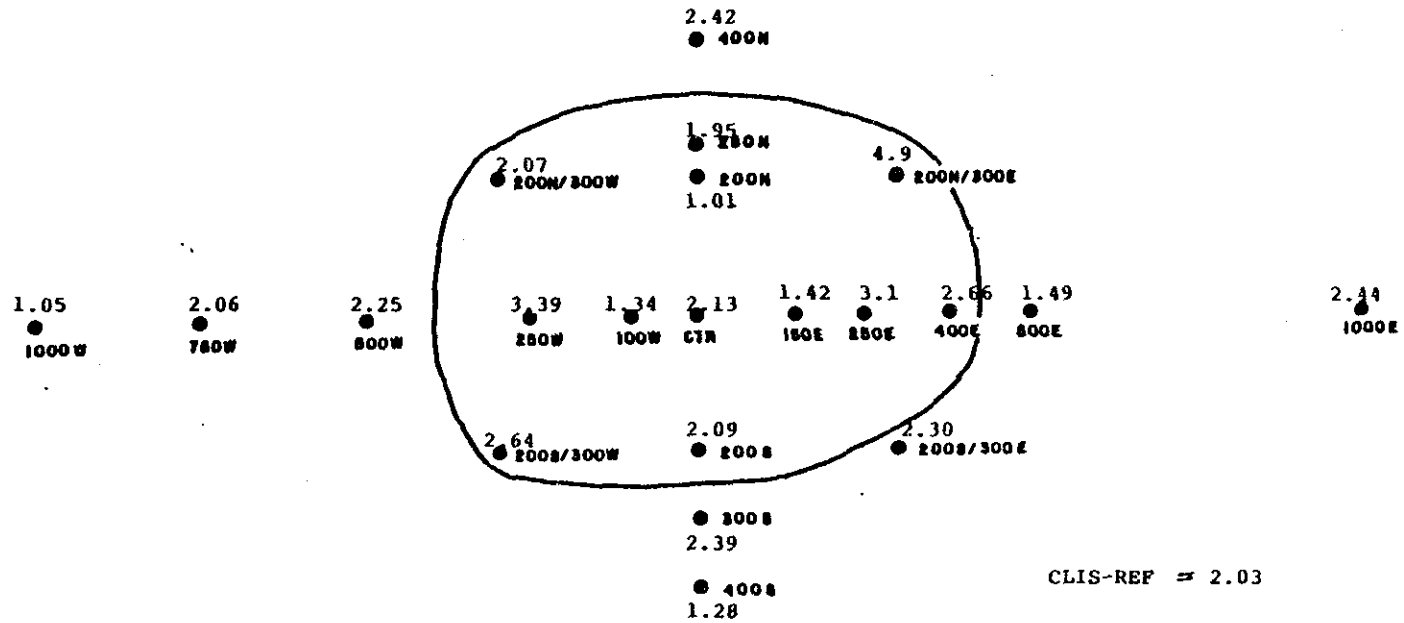 2.42
400N
1.95
250N
2.07
200N/300W
200N
1.01
4.9
200N/300E
1.05
1000W
2.06
750W
2.25
500W
3.39
250W
1.34
100W
2.13
CTR
1.42
150E
3.1
250E
2.66
400E
1.49
500E
2.44
1000E
2.64
200S/300W
2.09
200S
2.30
200S/300E
300S
2.39
400S
1.28
CLIS-REF = 2.03